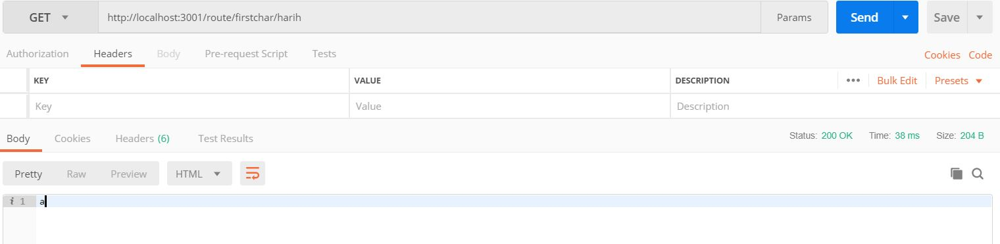 GET http://localhost:3001/route/firstchar/harih Params Send Save
Authorization Headers Body Pre-request Script Tests Cookies Code
KEY VALUE DESCRIPTION ••• Bulk Edit Presets
Key Value Description
Body Cookies Headers (6) Test Results Status: 200 OK Time: 38 ms Size: 204 B
Pretty Raw Preview HTML
i 1 a